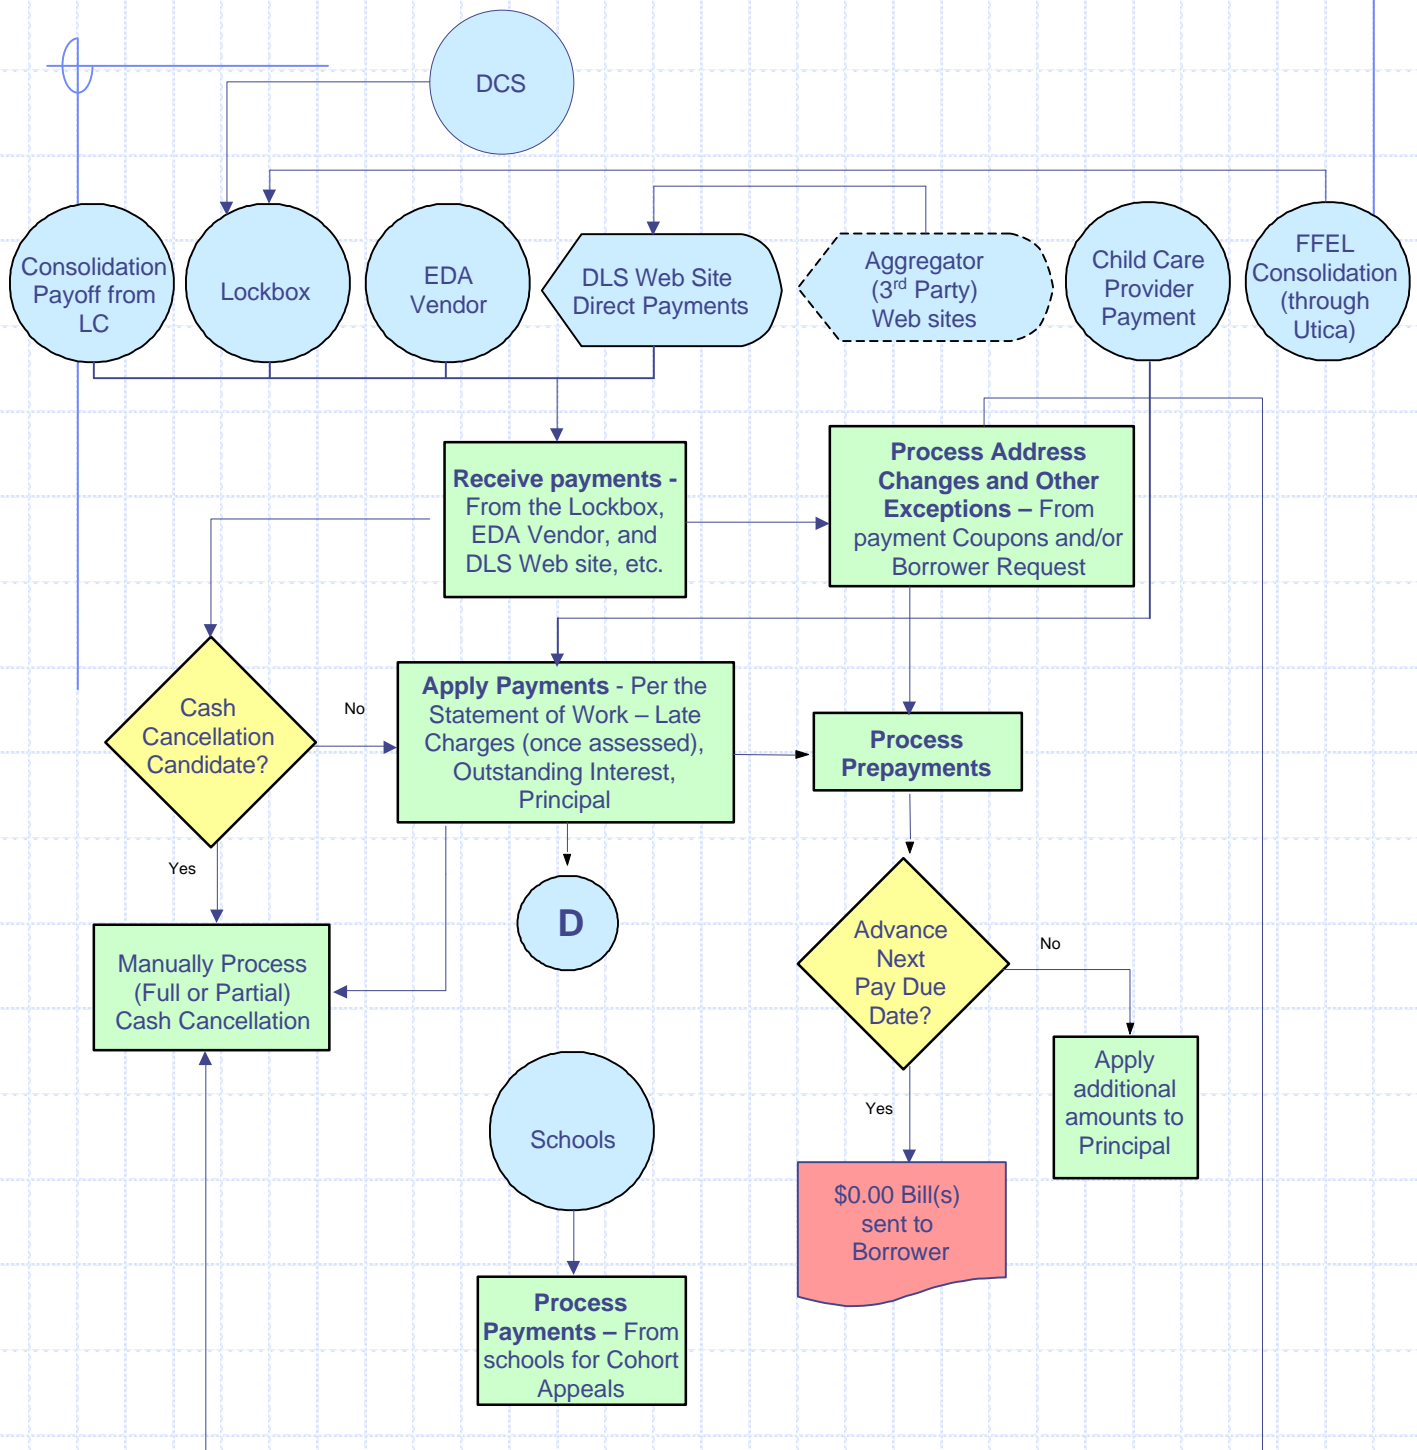 DCS
Consolidation
Payoff from
LC
Lockbox
EDA
Vendor
DLS Web Site
Direct Payments
Aggregator
(3rd Party)
Web sites
Child Care
Provider
Payment
FFEL
Consolidation
(through
Utica)
Receive payments -
From the Lockbox,
EDA Vendor, and
DLS Web site, etc.
Process Address
Changes and Other
Exceptions – From
payment Coupons and/or
Borrower Request
Cash
Cancellation
Candidate?
No
Apply Payments - Per the
Statement of Work – Late
Charges (once assessed),
Outstanding Interest,
Principal
Process
Prepayments
Yes
D
Manually Process
(Full or Partial)
Cash Cancellation
Advance
Next
Pay Due
Date?
No
Apply
additional
amounts to
Principal
Yes
Schools
$0.00 Bill(s)
sent to
Borrower
Process
Payments – From
schools for Cohort
Appeals